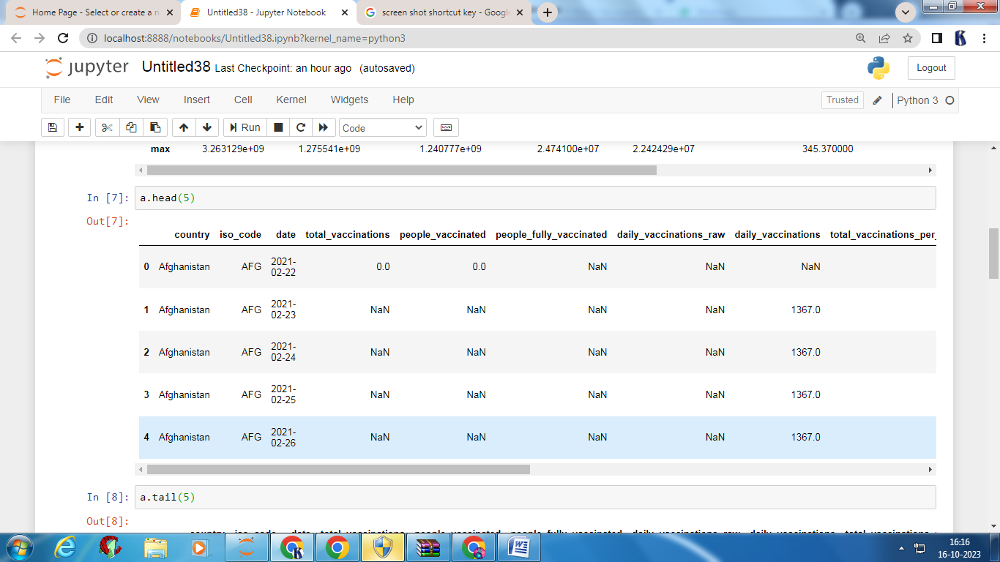 Home Page - Select or create a n
Untitled38 - Jupyter Notebook
screen shot shortcut key - Google
localhost:8888/notebooks/Untitled38.ipynb?kernel_name=python3
jupyter Untitled38 Last Checkpoint: an hour ago (autosaved)
Logout
File Edit View Insert Cell Kernel Widgets Help
Trusted Python 3
Run Code
max 3.263129e+09 1.275541e+09 1.240777e+09 2.474100e+07 2.242429e+07 345.370000
In [7]: a.head(5)
Out[7]:
country iso_code date total_vaccinations people_vaccinated people_fully_vaccinated daily_vaccinations_raw daily_vaccinations total_vaccinations_per_
0 Afghanistan AFG 2021-02-22 0.0 0.0 NaN NaN NaN
1 Afghanistan AFG 2021-02-23 NaN NaN NaN NaN 1367.0
2 Afghanistan AFG 2021-02-24 NaN NaN NaN NaN 1367.0
3 Afghanistan AFG 2021-02-25 NaN NaN NaN NaN 1367.0
4 Afghanistan AFG 2021-02-26 NaN NaN NaN NaN 1367.0
In [8]: a.tail(5)
Out[8]:
country iso_code date total_vaccinations people_vaccinated people_fully_vaccinated daily_vaccinations_raw daily_vaccinations total_vaccinations_
16:16
16-10-2023